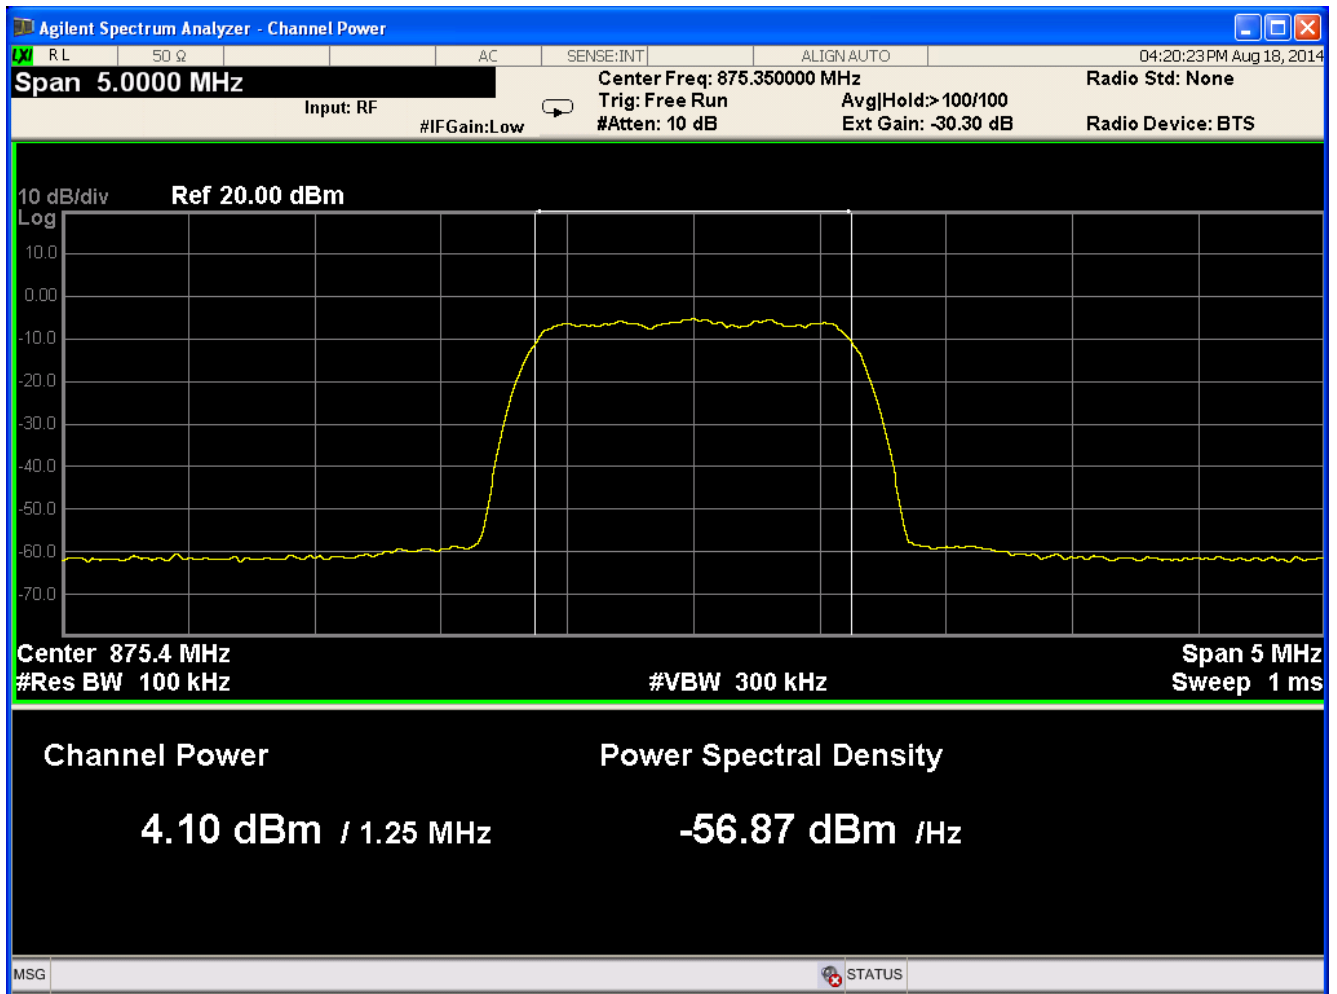 Agilent Spectrum Analyzer - Channel Power
LXI RL 50 Ω AC SENSE:INT ALIGN AUTO 04:20:23 PM Aug 18, 2014
Span 5.0000 MHz
Center Freq: 875.350000 MHz Radio Std: None
Input: RF Trig: Free Run Avg|Hold:> 100/100
#IFGain:Low #Atten: 10 dB Ext Gain: -30.30 dB Radio Device: BTS
10 dB/div Ref 20.00 dBm
Log
10.0
0.00
-10.0
-20.0
-30.0
-40.0
-50.0
-60.0
-70.0
Center 875.4 MHz Span 5 MHz
#Res BW 100 kHz #VBW 300 kHz Sweep 1 ms
Channel Power Power Spectral Density
4.10 dBm / 1.25 MHz -56.87 dBm /Hz
MSG STATUS